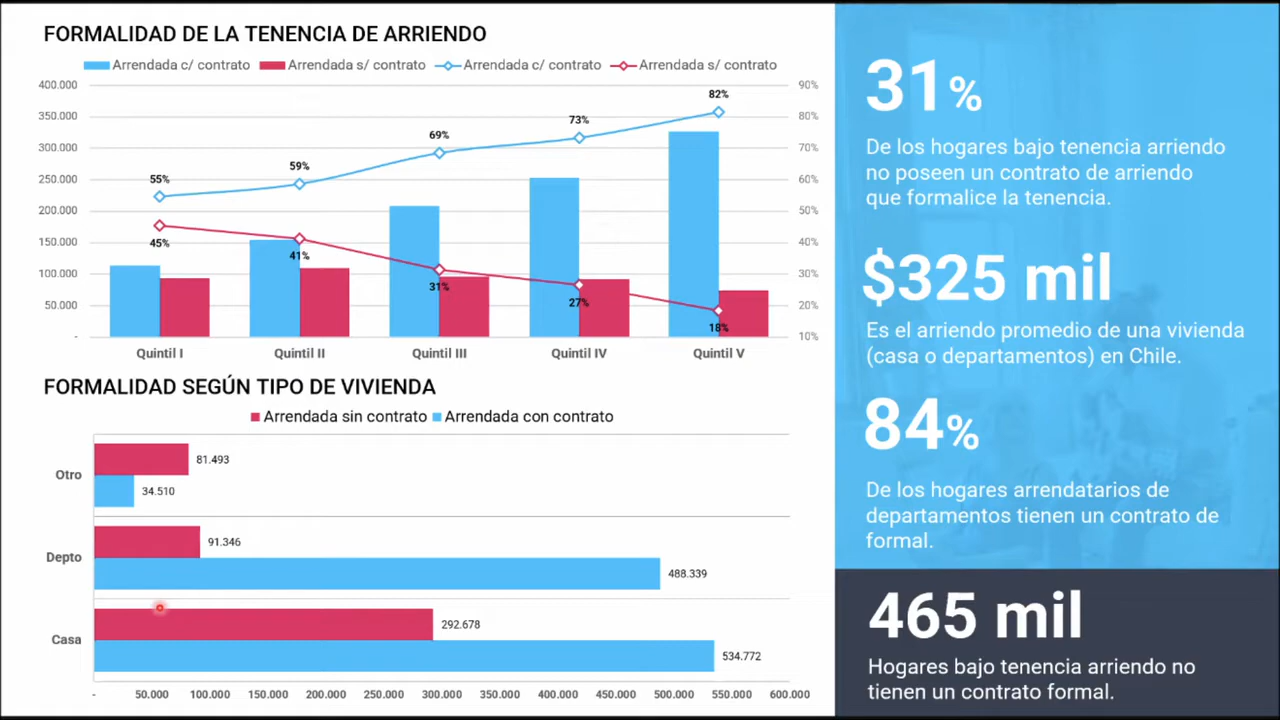 FORMALIDAD DE LA TENENCIA DE ARRIENDO
Arrendada c/ contrato Arrendada s/ contrato Arrendada c/ contrato Arrendada s/ contrato
400.000 90%
350.000 80%
300.000 70%
250.000 60%
200.000 50%
150.000 40%
100.000 30%
50.000 20%
- 10%
55% 59% 69% 73% 82%
45% 41% 31% 27% 18%
Quintil I Quintil II Quintil III Quintil IV Quintil V
FORMALIDAD SEGÚN TIPO DE VIVIENDA
Arrendada sin contrato Arrendada con contrato
Otro
81.493
34.510
Depto
91.346
488.339
Casa
292.678
534.772
- 50.000 100.000 150.000 200.000 250.000 300.000 350.000 400.000 450.000 500.000 550.000 600.000
31%
De los hogares bajo tenencia arriendo
no poseen un contrato de arriendo
que formalice la tenencia.
$325 mil
Es el arriendo promedio de una vivienda
(casa o departamentos) en Chile.
84%
De los hogares arrendatarios de
departamentos tienen un contrato de
formal.
465 mil
Hogares bajo tenencia arriendo no
tienen un contrato formal.